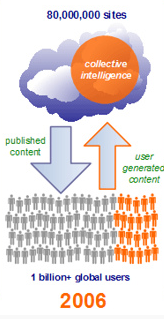 80,000,000 sites
collective
intelligence
published
content
user
generated
content
1 billion+ global users
2006